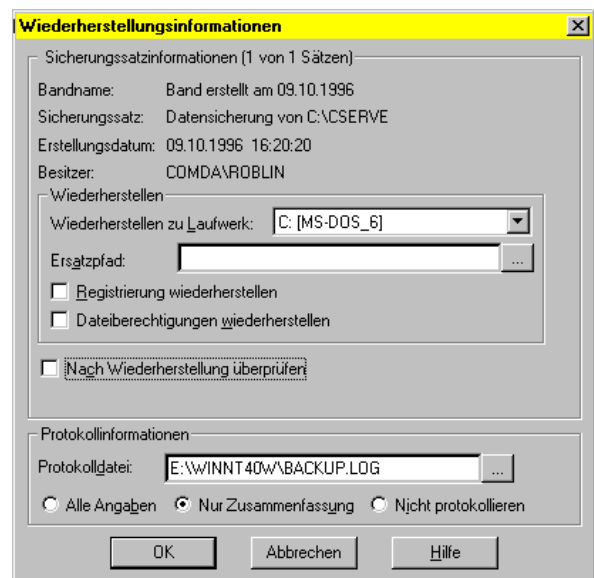 Wiederherstellungsinformationen
Sicherungssatzinformationen (1 von 1 Sätzen)
Bandname: Band erstellt am 09.10.1996
Sicherungssatz: Datensicherung von C:\CSERVE
Erstellungsdatum: 09.10.1996 16:20:20
Besitzer: COMDA\ROBLIN
Wiederherstellen
Wiederherstellen zu Laufwerk: C: [MS-DOS_6]
Ersatzpfad: ...
Registrierung wiederherstellen
Dateiberechtigungen wiederherstellen
Nach Wiederherstellung überprüfen
Protokollinformationen
Protokolldatei: E:\WINNT40W\BACKUP.LOG ...
Alle Angaben Nur Zusammenfassung Nicht protokollieren
OK Abbrechen Hilfe